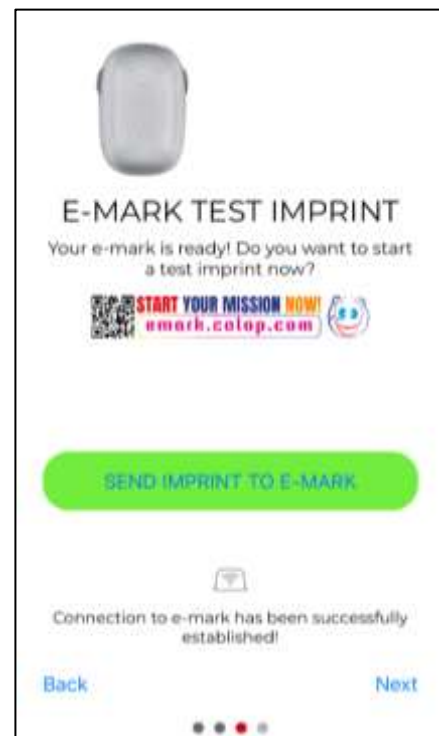 E-MARK TEST IMPRINT
Your e-mark is ready! Do you want to start
a test imprint now?
START YOUR MISSION NOW!
emark.colop.com
SEND IMPRINT TO E-MARK
Connection to e-mark has been successfully
established!
Back
Next